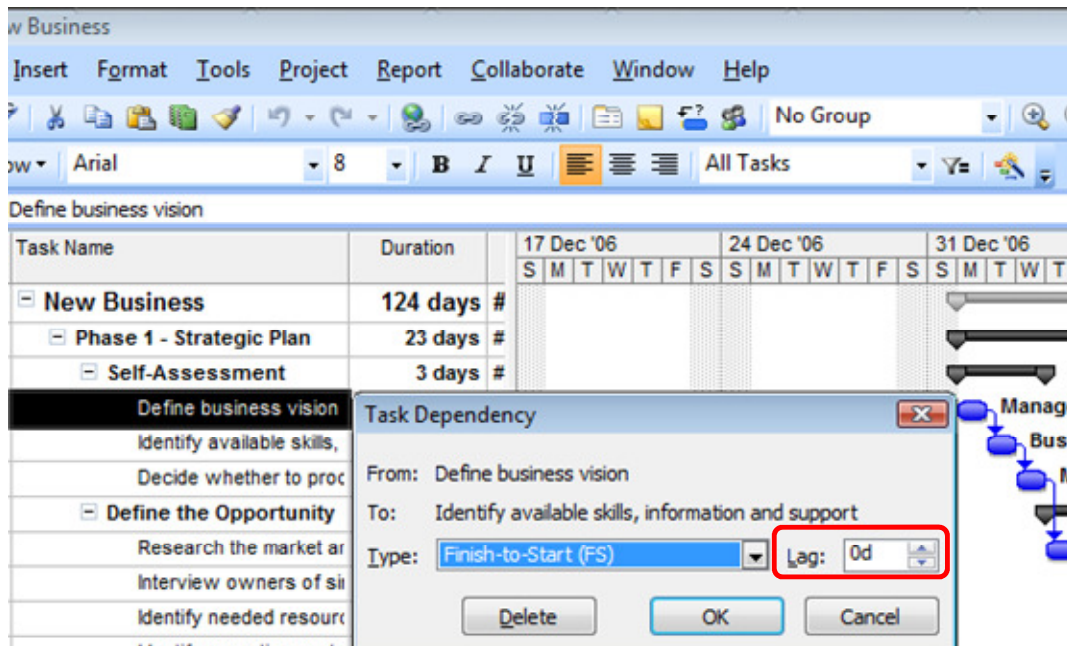 w Business
Insert Format Tools Project Report Collaborate Window Help
No Group
ow Arial 8 B I U All Tasks
Define business vision
Task Name Duration 17 Dec '06 24 Dec '06 31 Dec '06
S M T W T F S S M T W T F S S M T W T
New Business 124 days #
Phase 1 - Strategic Plan 23 days #
Self-Assessment 3 days #
Define business vision Manag
Identify available skills, Bus
Decide whether to proc
Define the Opportunity
Research the market ar
Interview owners of si
Identify needed resour
Task Dependency
From: Define business vision
To: Identify available skills, information and support
Type: Finish-to-Start (FS) Lag: 0d
Delete OK Cancel